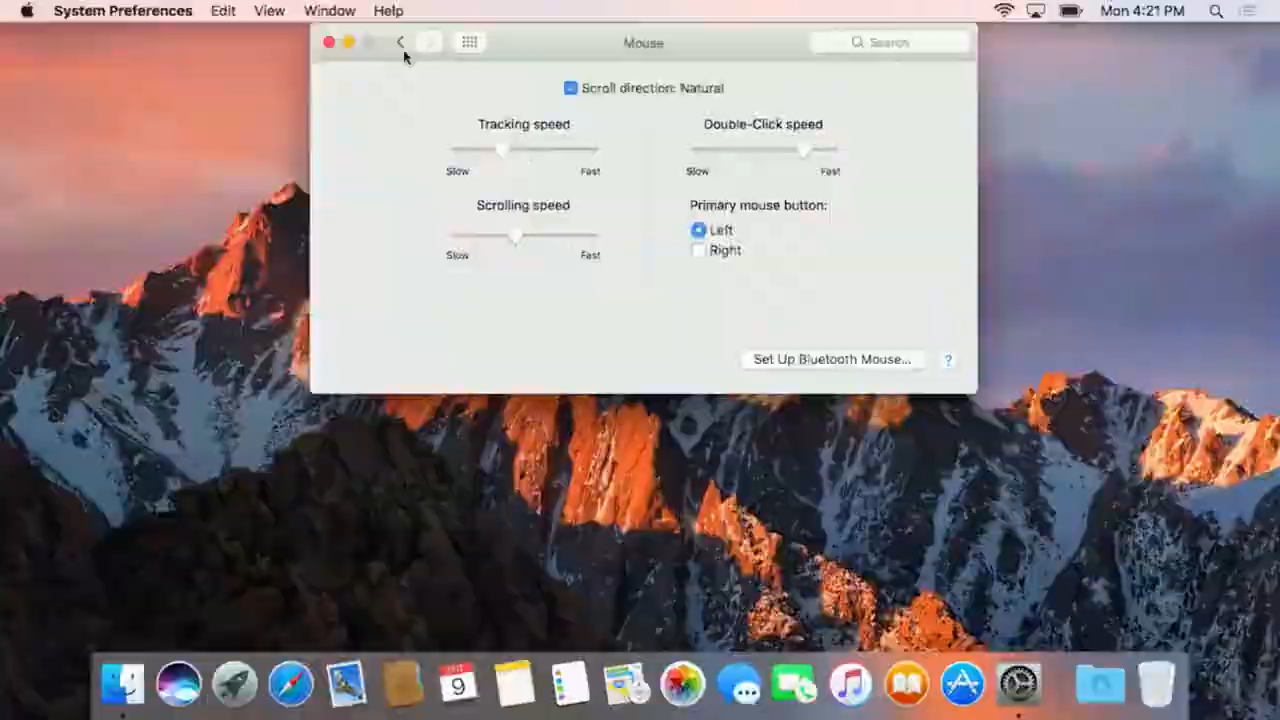 System Preferences Edit View Window Help Mon 4:21 PM
Mouse
Search
Scroll direction: Natural
Tracking speed
Double-Click speed
Slow Fast
Slow Fast
Scrolling speed
Primary mouse button:
Left
Right
Slow Fast
Set Up Bluetooth Mouse... ?
9